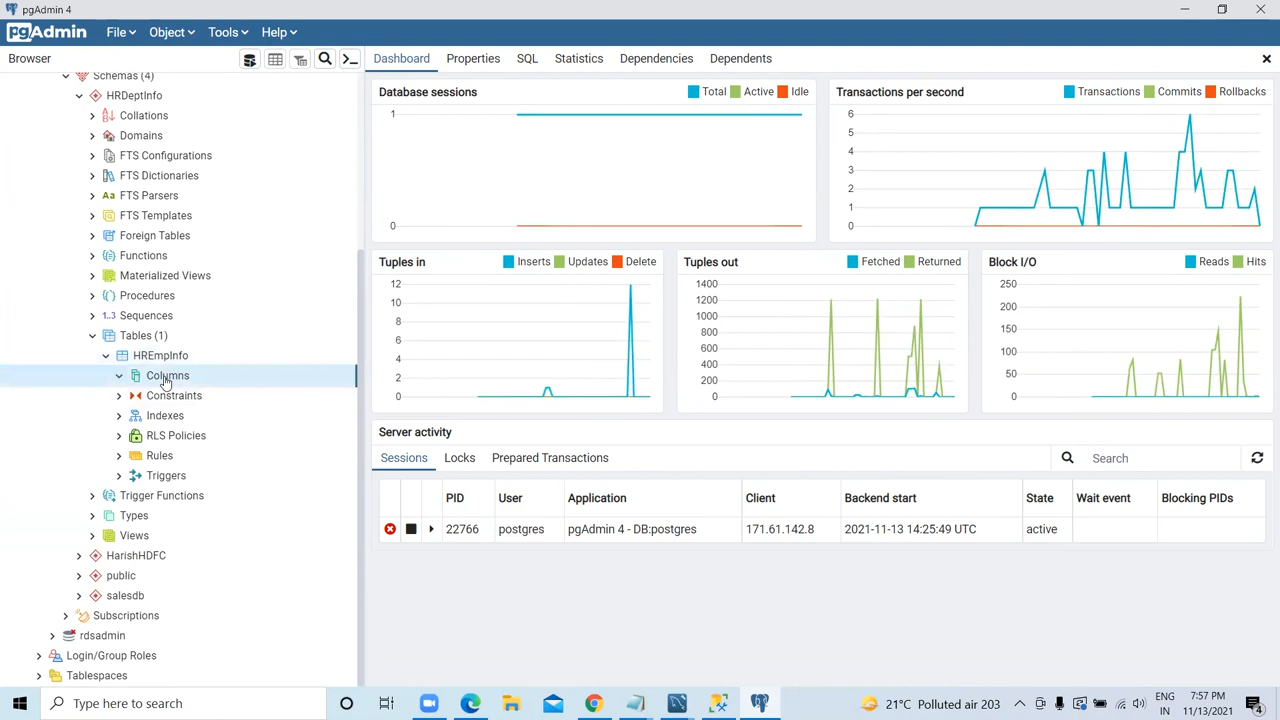 pgAdmin 4
pgAdmin File Object Tools Help
Browser
Dashboard Properties SQL Statistics Dependencies Dependents
Schemas (4)
HRDeptInfo
Collations
Domains
FTS Configurations
FTS Dictionaries
Aa FTS Parsers
FTS Templates
Foreign Tables
Functions
Materialized Views
Procedures
1..3 Sequences
Tables (1)
HREmpInfo
Columns
Constraints
Indexes
RLS Policies
Rules
Triggers
Trigger Functions
Types
Views
HarishHDFC
public
salesdb
Subscriptions
rdsadmin
Login/Group Roles
Tablespaces
Database sessions Total Active Idle
1
0
Transactions per second Transactions Commits Rollbacks
6
5
4
3
2
1
0
Tuples in Inserts Updates Delete
12
10
8
6
4
2
0
Tuples out Fetched Returned
1400
1200
1000
800
600
400
200
0
Block I/O Reads Hits
250
200
150
100
50
0
Server activity
Sessions Locks Prepared Transactions Search
PID User Application Client Backend start State Wait event Blocking PIDs
22766 postgres pgAdmin 4 - DB:postgres 171.61.142.8 2021-11-13 14:25:49 UTC active
Type here to search
21°C Polluted air 203
ENG
IN
7:57 PM
11/13/2021
4